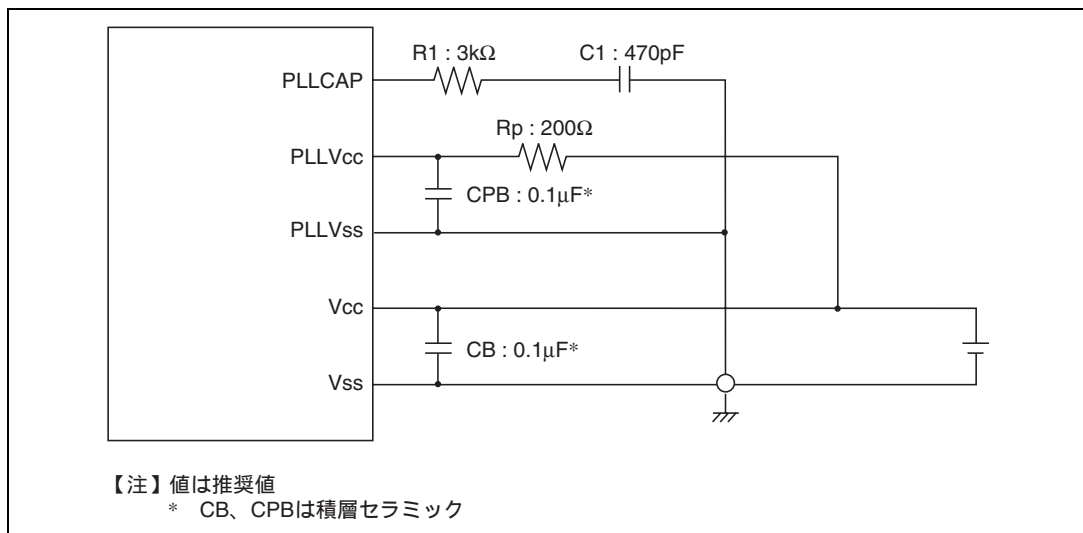 R1 : 3kΩ
C1 : 470pF
PLLCAP
Rp : 200Ω
PLLVcc
CPB : 0.1μF*
PLLVss
Vcc
CB : 0.1μF*
Vss
【注】値は推奨値
* CB、CPBは積層セラミック